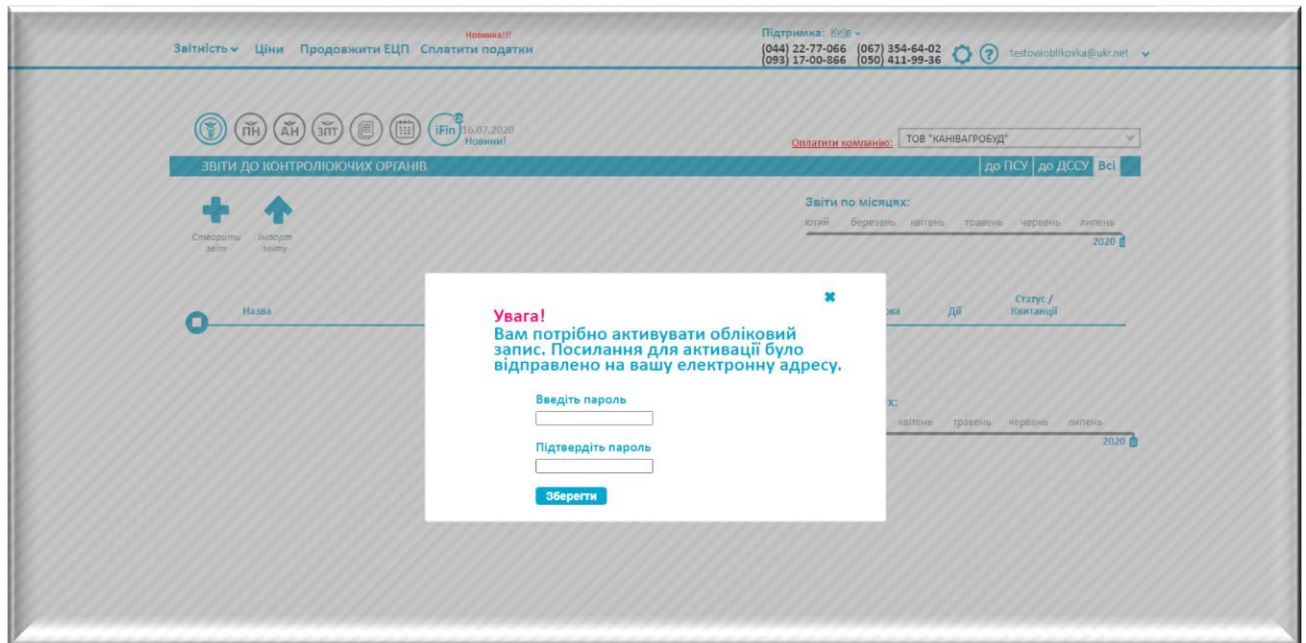 Новинка!!!
Звітність Ціни Продовжити ЕЦП Сплатити податки
Підтримка: Київ
(044) 22-77-066 (067) 354-64-02
(093) 17-00-866 (050) 411-99-36
testovaoblikovka@ukr.net
ПН АН ЗПТ iFin
16.07.2020
Новини!
Оплатити компанію: ТОВ "КАНІВАГРОБУД"
ЗВІТИ ДО КОНТРОЛЮЮЧИХ ОРГАНІВ
до ПСУ до ДССУ Всі
Створити звіт
Імпорт звіту
Звіти по місяцях:
ютий березень квітень травень червень липень
2020
Назва
ока
Дії
Статус /
Квитанції
Увага!
Вам потрібно активувати обліковий
запис. Посилання для активації було
відправлено на вашу електронну адресу.
Введіть пароль
Підтвердіть пароль
Зберегти
х:
квітень травень червень липень
2020